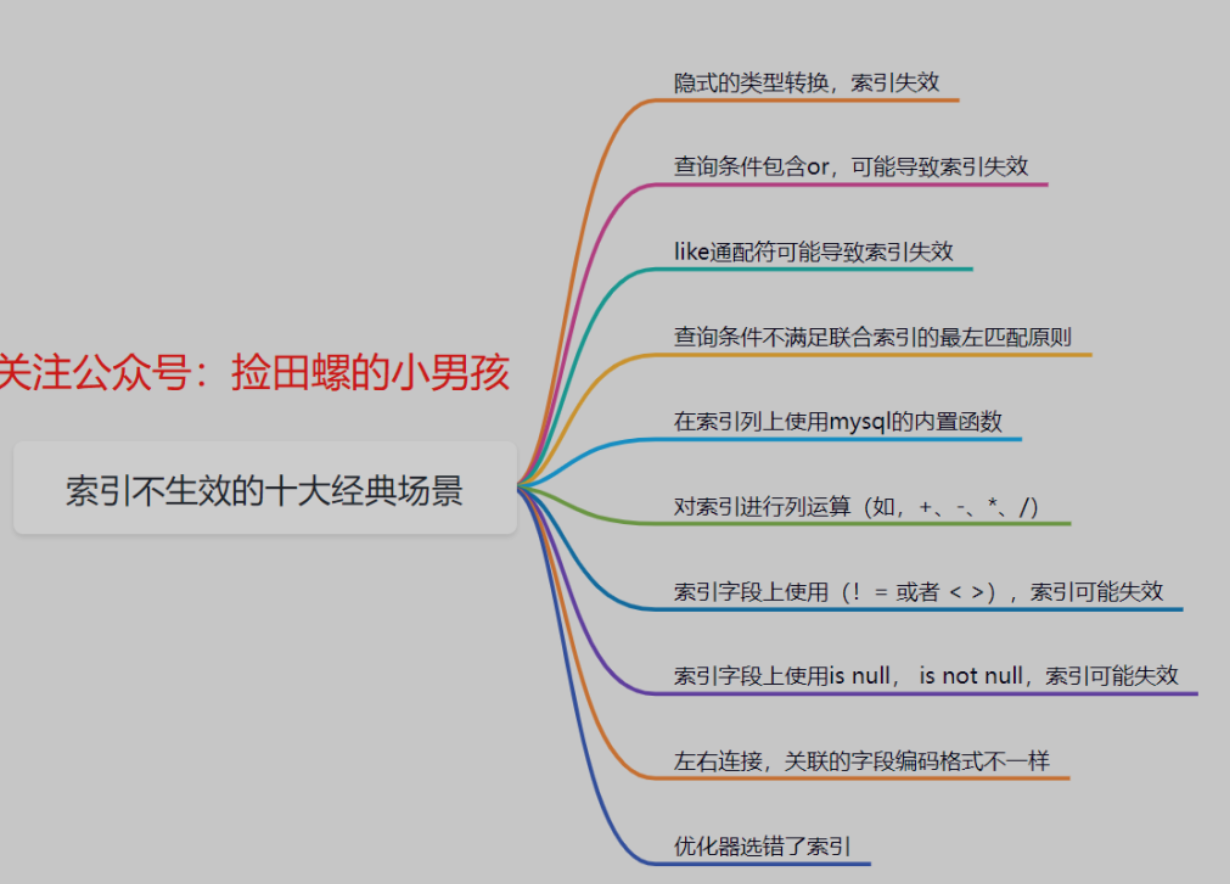 关注公众号：捡田螺的小男孩
索引不生效的十大经典场景
隐式的类型转换，索引失效
查询条件包含or，可能导致索引失效
like通配符可能导致索引失效
查询条件不满足联合索引的最左匹配原则
在索引列上使用mysql的内置函数
对索引进行列运算（如，+、-、*、/）
索引字段上使用（！= 或者 < >），索引可能失效
索引字段上使用is null， is not null，索引可能失效
左右连接，关联的字段编码格式不一样
优化器选错了索引